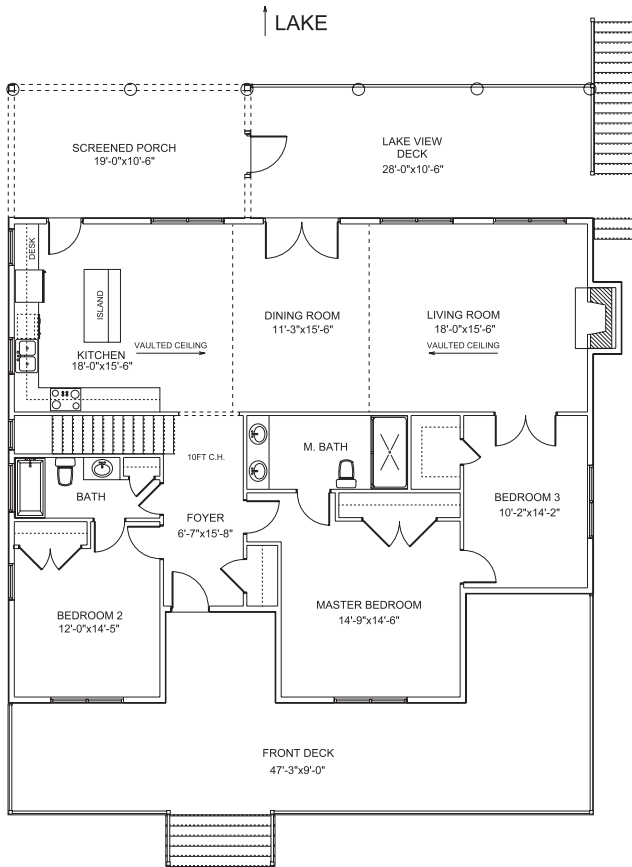 LAKE
SCREENED PORCH
19'-0"x10'-6"
LAKE VIEW
DECK
28'-0"x10'-6"
DESK
ISLAND
KITCHEN
18'-0"x15'-6"
VAULTED CEILING
DINING ROOM
11'-3"x15'-6"
LIVING ROOM
18'-0"x15'-6"
VAULTED CEILING
10FT C.H.
M. BATH
BATH
FOYER
6'-7"x15'-8"
BEDROOM 3
10'-2"x14'-2"
BEDROOM 2
12'-0"x14'-5"
MASTER BEDROOM
14'-9"x14'-6"
FRONT DECK
47'-3"x9'-0"